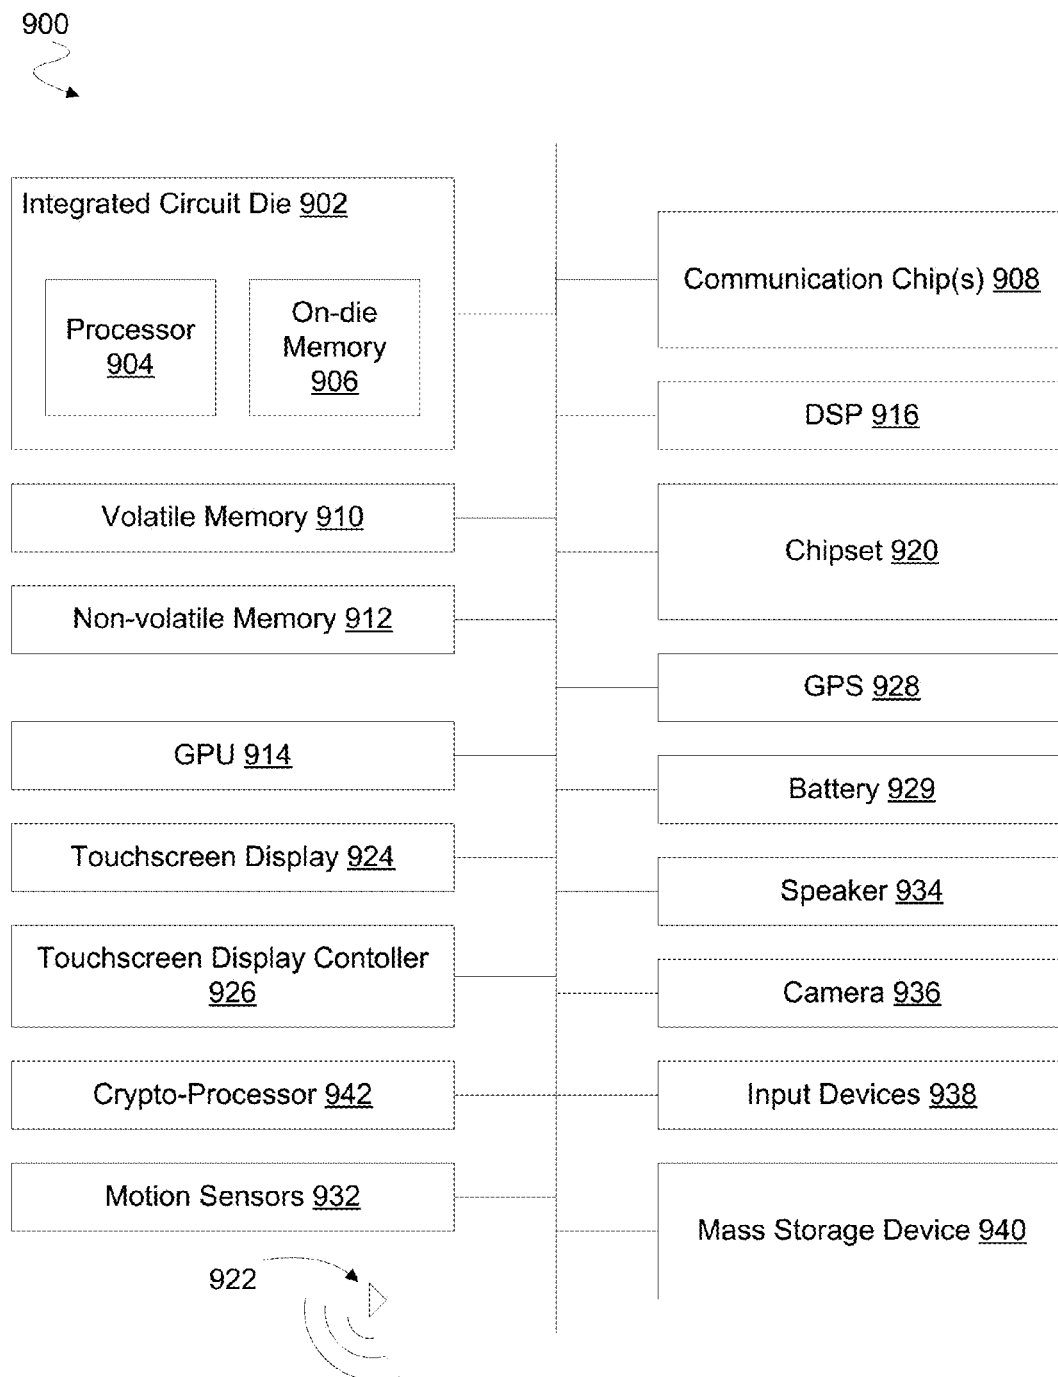 900
Integrated Circuit Die 902
Processor
904
On-die
Memory
906
Volatile Memory 910
Non-volatile Memory 912
GPU 914
Touchscreen Display 924
Touchscreen Display Contoller
926
Crypto-Processor 942
Motion Sensors 932
922
Communication Chip(s) 908
DSP 916
Chipset 920
GPS 928
Battery 929
Speaker 934
Camera 936
Input Devices 938
Mass Storage Device 940